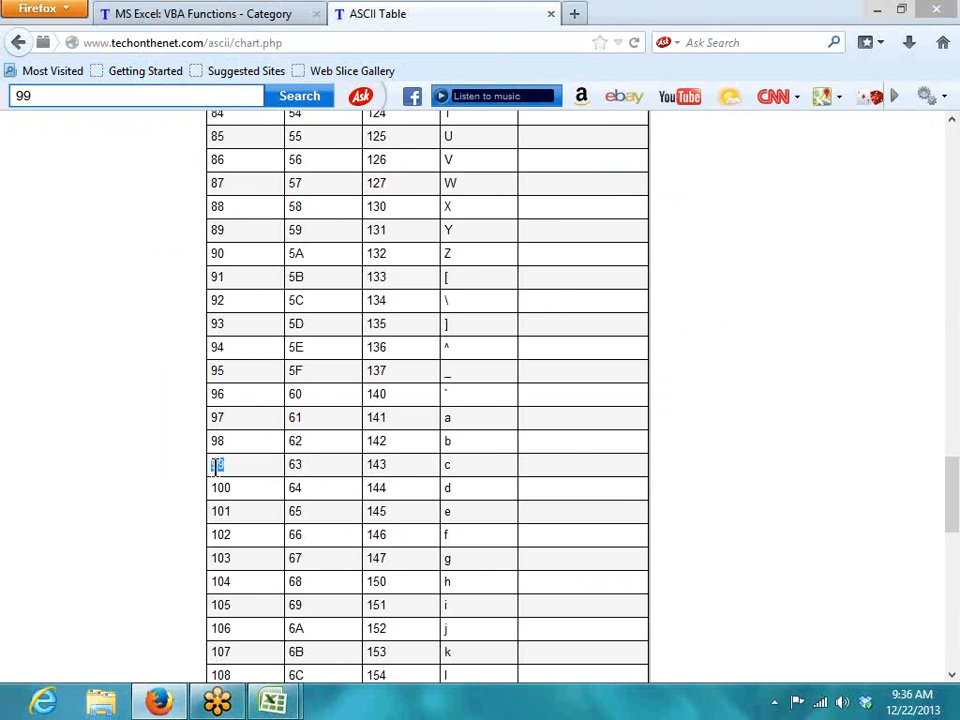 Firefox
MS Excel: VBA Functions - Category
ASCII Table
www.techonthenet.com/ascii/chart.php
Ask Search
Most Visited
Getting Started
Suggested Sites
Web Slice Gallery
99
Search
Ask
Listen to music
ebay
YouTube
CNN
84 54 124 T
85 55 125 U
86 56 126 V
87 57 127 W
88 58 130 X
89 59 131 Y
90 5A 132 Z
91 5B 133 [
92 5C 134 \
93 5D 135 ]
94 5E 136 ^
95 5F 137 _
96 60 140 `
97 61 141 a
98 62 142 b
99 63 143 c
100 64 144 d
101 65 145 e
102 66 146 f
103 67 147 g
104 68 150 h
105 69 151 i
106 6A 152 j
107 6B 153 k
108 6C 154 l
9:36 AM
12/22/2013